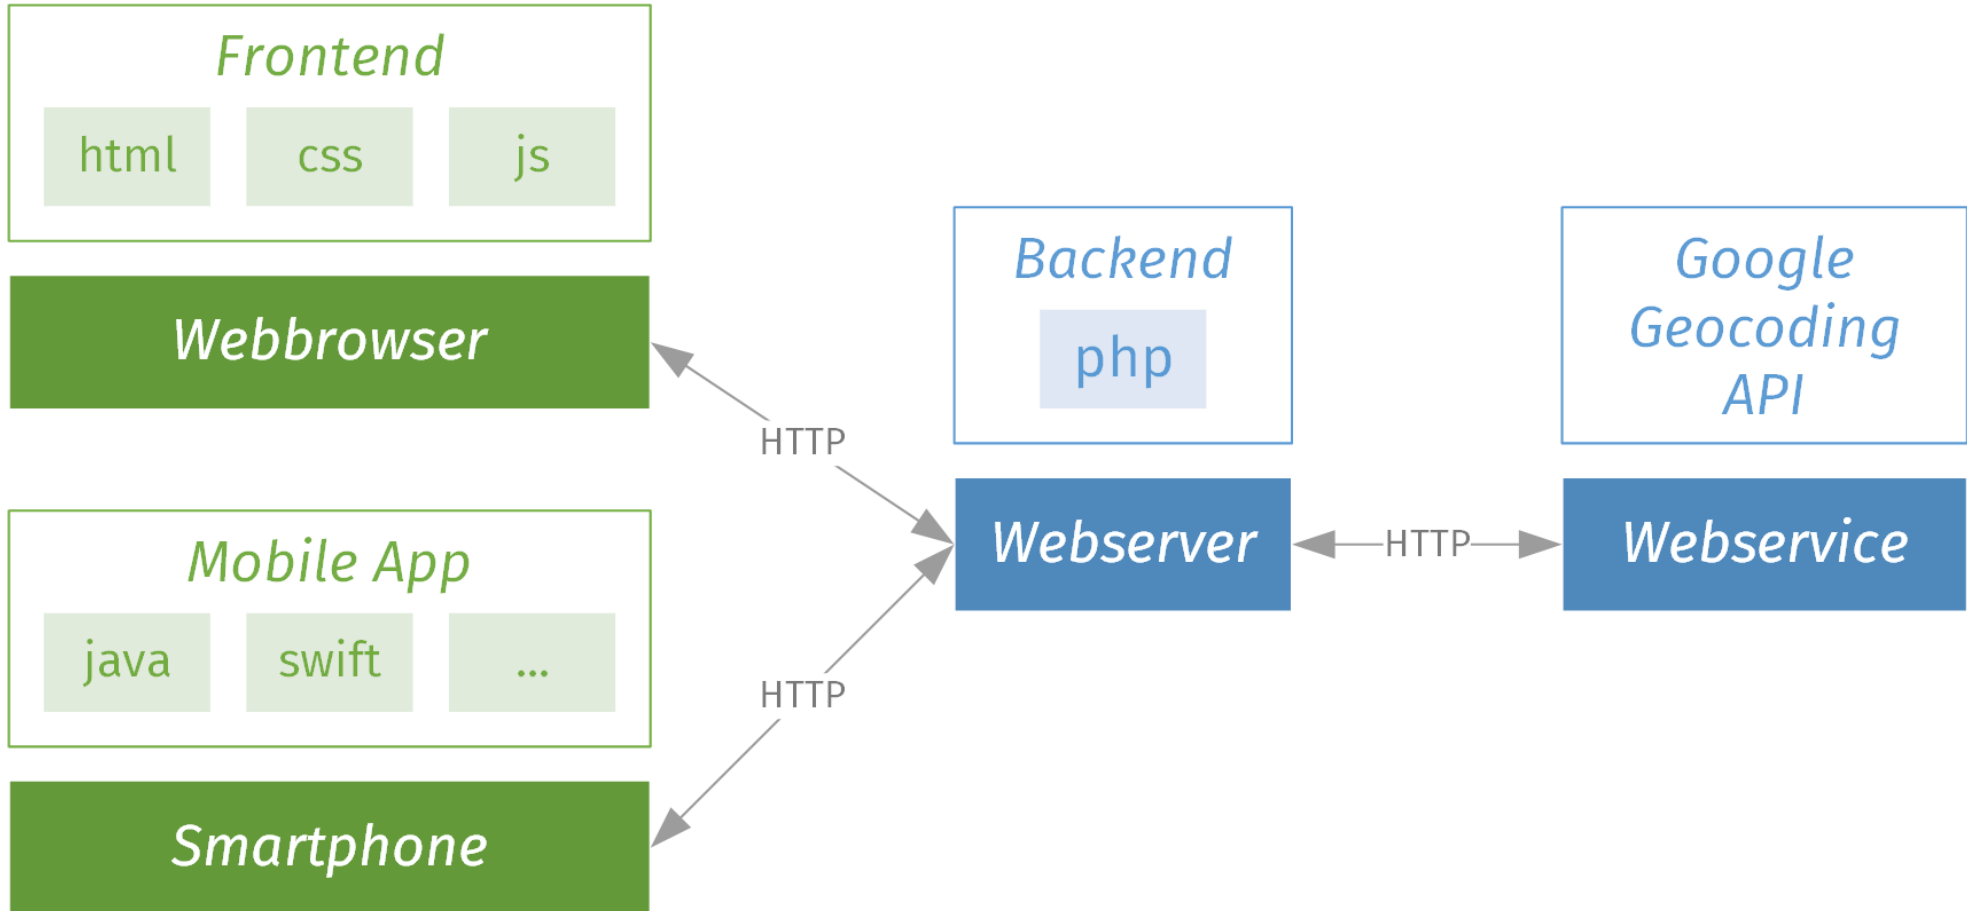 Frontend
html css js
Webbrowser
HTTP
Mobile App
java swift ...
Smartphone
HTTP
Backend
php
Webserver
HTTP
Google
Geocoding
API
Webservice